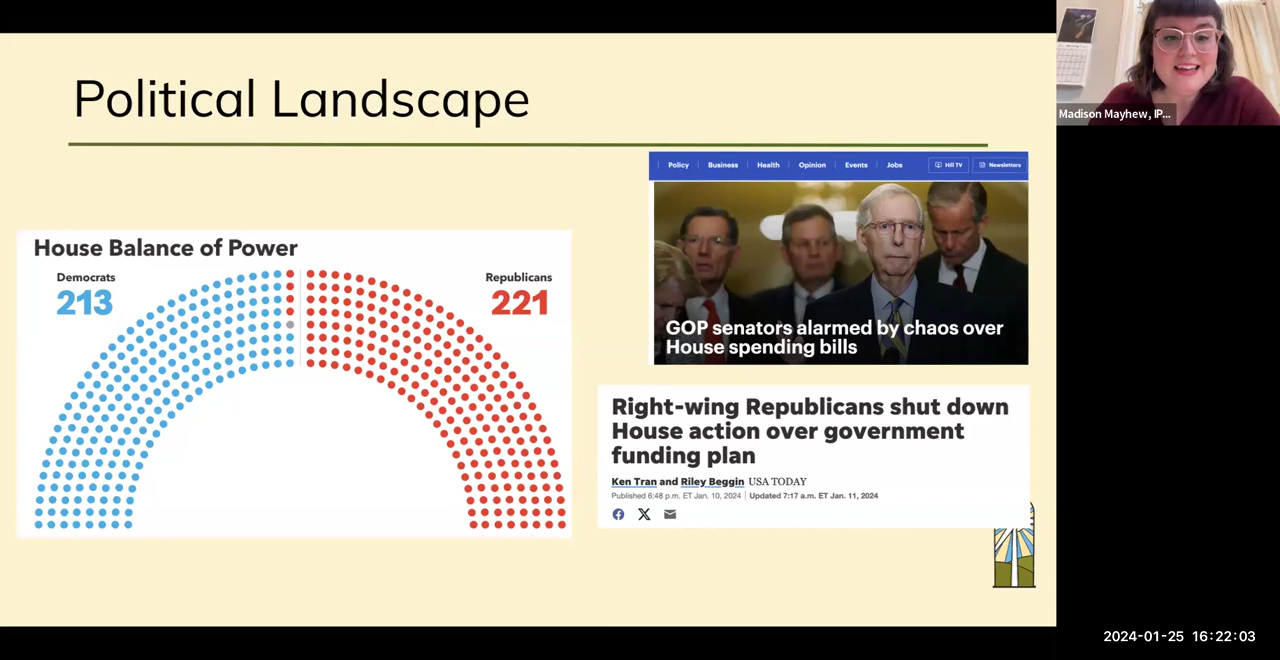 Political Landscape
House Balance of Power
Democrats
213
Republicans
221
Policy Business Health Opinion Events Jobs Hill TV Newsletters
GOP senators alarmed by chaos over
House spending bills
Right-wing Republicans shut down
House action over government
funding plan
Ken Tran and Riley Beggin USA TODAY
Published 6:48 p.m. ET Jan. 10, 2024 | Updated 7:17 a.m. ET Jan. 11, 2024
Madison Mayhew, IP...
2024-01-25 16:22:03